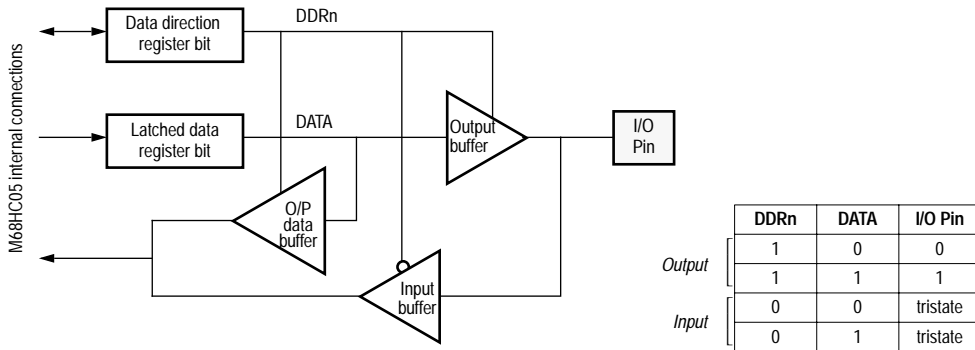 M68HC05 internal connections
Data direction
register bit
DDRn
Latched data
register bit
DATA
Output
buffer
I/O
Pin
O/P
data
buffer
Input
buffer
DDRn DATA I/O Pin
Output
1 0 0
1 1 1
Input
0 0 tristate
0 1 tristate